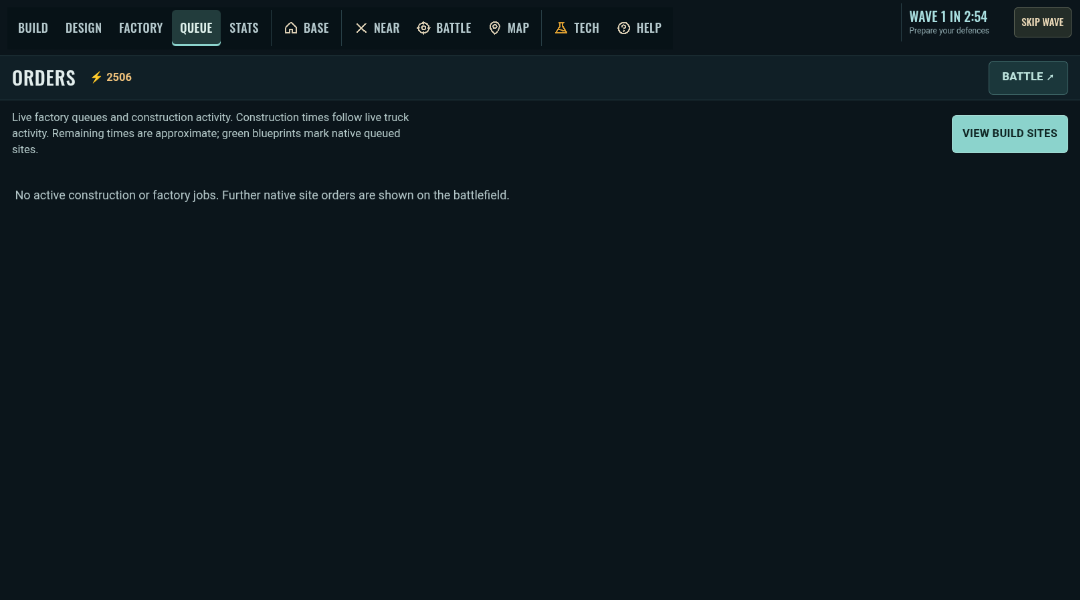 BUILD DESIGN FACTORY QUEUE STATS BASE NEAR BATTLE MAP TECH HELP
WAVE 1 IN 2:54
Prepare your defences
SKIP WAVE
ORDERS ⚡ 2506
BATTLE ↗
Live factory queues and construction activity. Construction times follow live truck
activity. Remaining times are approximate; green blueprints mark native queued
sites.
VIEW BUILD SITES
No active construction or factory jobs. Further native site orders are shown on the battlefield.